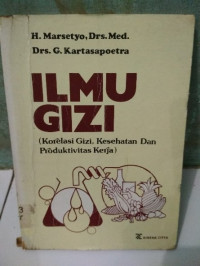 H. Marsetyo, Drs. Med.
Drs. G. Kartasapoetra
ILMU
GIZI
(Korelasi Gizi, Kesehatan Dan
Produktivitas Kerja)